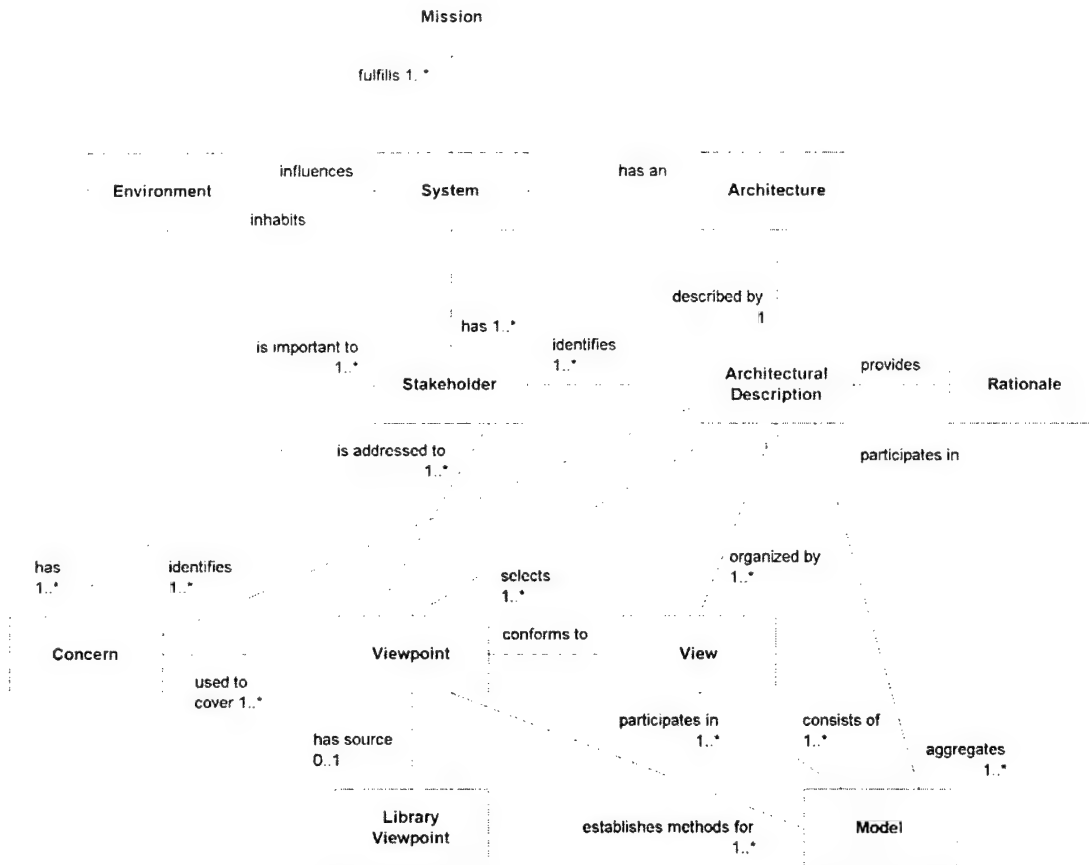 Mission
fulfills 1..*
influences
has an
Environment
System
Architecture
inhabits
described by
1
has 1..*
identifies
1..*
is important to
1..*
Stakeholder
Architectural
Description
provides
Rationale
is addressed to
1..*
participates in
has
1..*
identifies
1..*
selects
1..*
organized by
1..*
conforms to
Concern
Viewpoint
View
used to
cover 1..*
participates in
1..*
consists of
1..*
has source
0..1
aggregates
1..*
Library
Viewpoint
establishes methods for
1..*
Model